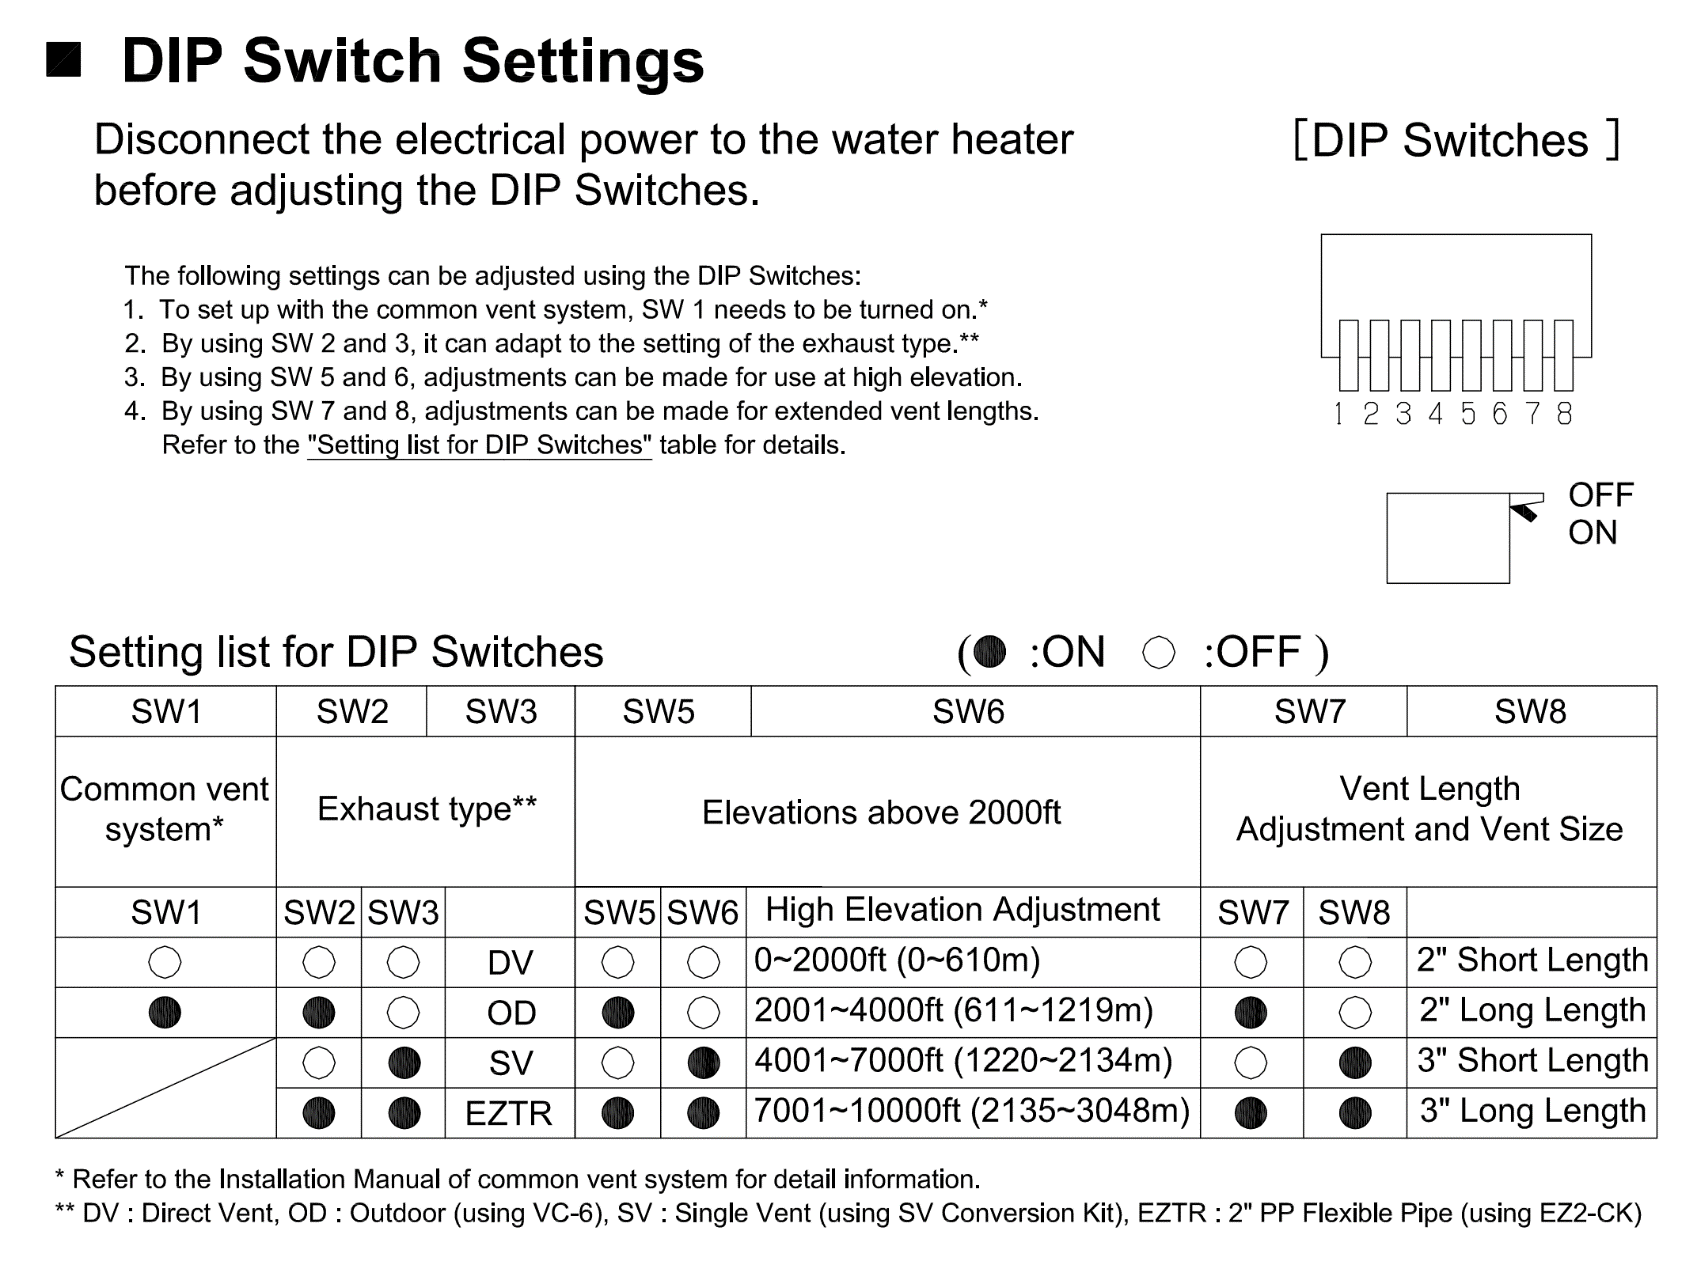 ■ DIP Switch Settings
Disconnect the electrical power to the water heater
before adjusting the DIP Switches.
[DIP Switches ]
The following settings can be adjusted using the DIP Switches:
1. To set up with the common vent system, SW 1 needs to be turned on.*
2. By using SW 2 and 3, it can adapt to the setting of the exhaust type.**
3. By using SW 5 and 6, adjustments can be made for use at high elevation.
4. By using SW 7 and 8, adjustments can be made for extended vent lengths.
Refer to the "Setting list for DIP Switches" table for details.
1 2 3 4 5 6 7 8
OFF
ON
Setting list for DIP Switches (● :ON ○ :OFF )
SW1 SW2 SW3 SW5 SW6 SW7 SW8
Common vent
system*
Exhaust type**
Elevations above 2000ft
Vent Length
Adjustment and Vent Size
SW1 SW2 SW3 SW5 SW6 High Elevation Adjustment SW7 SW8
○ ○ ○ DV ○ ○ 0~2000ft (0~610m) ○ ○ 2" Short Length
● ● ○ OD ● ○ 2001~4000ft (611~1219m) ● ○ 2" Long Length
○ ● SV ○ ● 4001~7000ft (1220~2134m) ○ ● 3" Short Length
● ● EZTR ● ● 7001~10000ft (2135~3048m) ● ● 3" Long Length
* Refer to the Installation Manual of common vent system for detail information.
** DV : Direct Vent, OD : Outdoor (using VC-6), SV : Single Vent (using SV Conversion Kit), EZTR : 2" PP Flexible Pipe (using EZ2-CK)